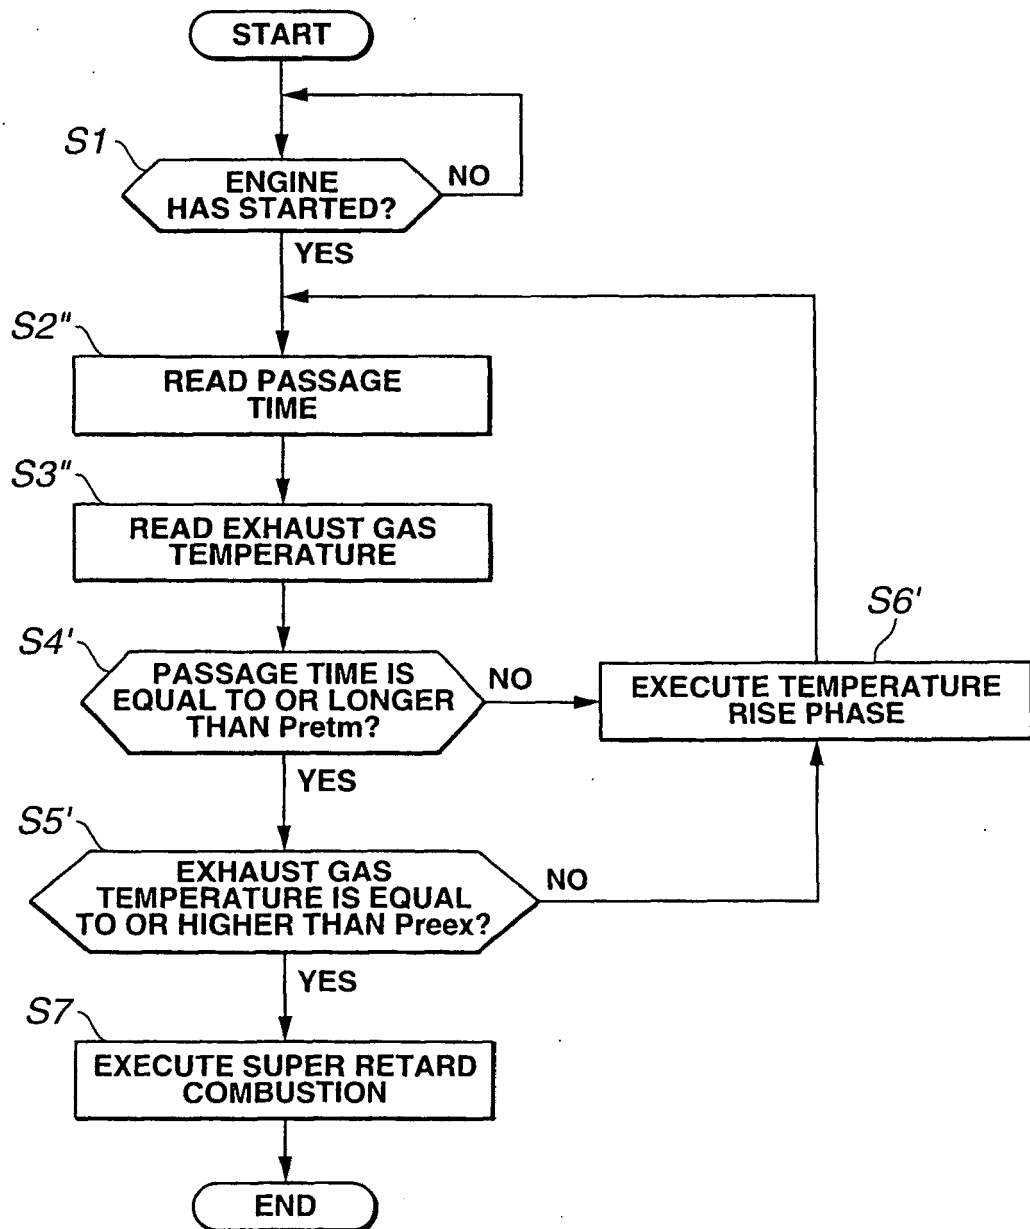 START
S1
ENGINE
HAS STARTED?
NO
YES
S2"
READ PASSAGE
TIME
S3"
READ EXHAUST GAS
TEMPERATURE
S4'
PASSAGE TIME IS
EQUAL TO OR LONGER
THAN Pretm?
NO
S6'
EXECUTE TEMPERATURE
RISE PHASE
YES
S5'
EXHAUST GAS
TEMPERATURE IS EQUAL
TO OR HIGHER THAN Preex?
NO
YES
S7
EXECUTE SUPER RETARD
COMBUSTION
END